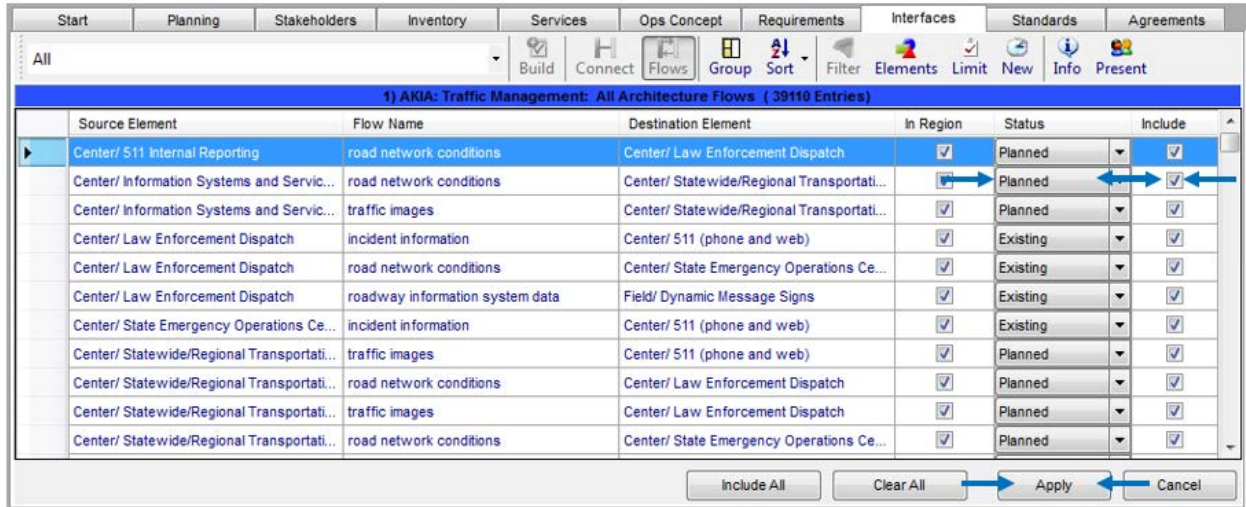 Start Planning Stakeholders Inventory Services Ops Concept Requirements Interfaces Standards Agreements
All Build Connect Flows Group Sort Filter Elements Limit New Info Present
1) AKIA: Traffic Management: All Architecture Flows ( 39110 Entries)
Source Element Flow Name Destination Element In Region Status Include
Center/ 511 Internal Reporting road network conditions Center/ Law Enforcement Dispatch Planned
Center/ Information Systems and Servic... road network conditions Center/ Statewide/Regional Transportati... Planned
Center/ Information Systems and Servic... traffic images Center/ Statewide/Regional Transportati... Planned
Center/ Law Enforcement Dispatch incident information Center/ 511 (phone and web) Existing
Center/ Law Enforcement Dispatch road network conditions Center/ State Emergency Operations Ce... Existing
Center/ Law Enforcement Dispatch roadway information system data Field/ Dynamic Message Signs Existing
Center/ State Emergency Operations Ce... incident information Center/ 511 (phone and web) Existing
Center/ Statewide/Regional Transportati... traffic images Center/ 511 (phone and web) Planned
Center/ Statewide/Regional Transportati... road network conditions Center/ Law Enforcement Dispatch Planned
Center/ Statewide/Regional Transportati... traffic images Center/ Law Enforcement Dispatch Planned
Center/ Statewide/Regional Transportati... road network conditions Center/ State Emergency Operations Ce... Planned
Include All Clear All Apply Cancel